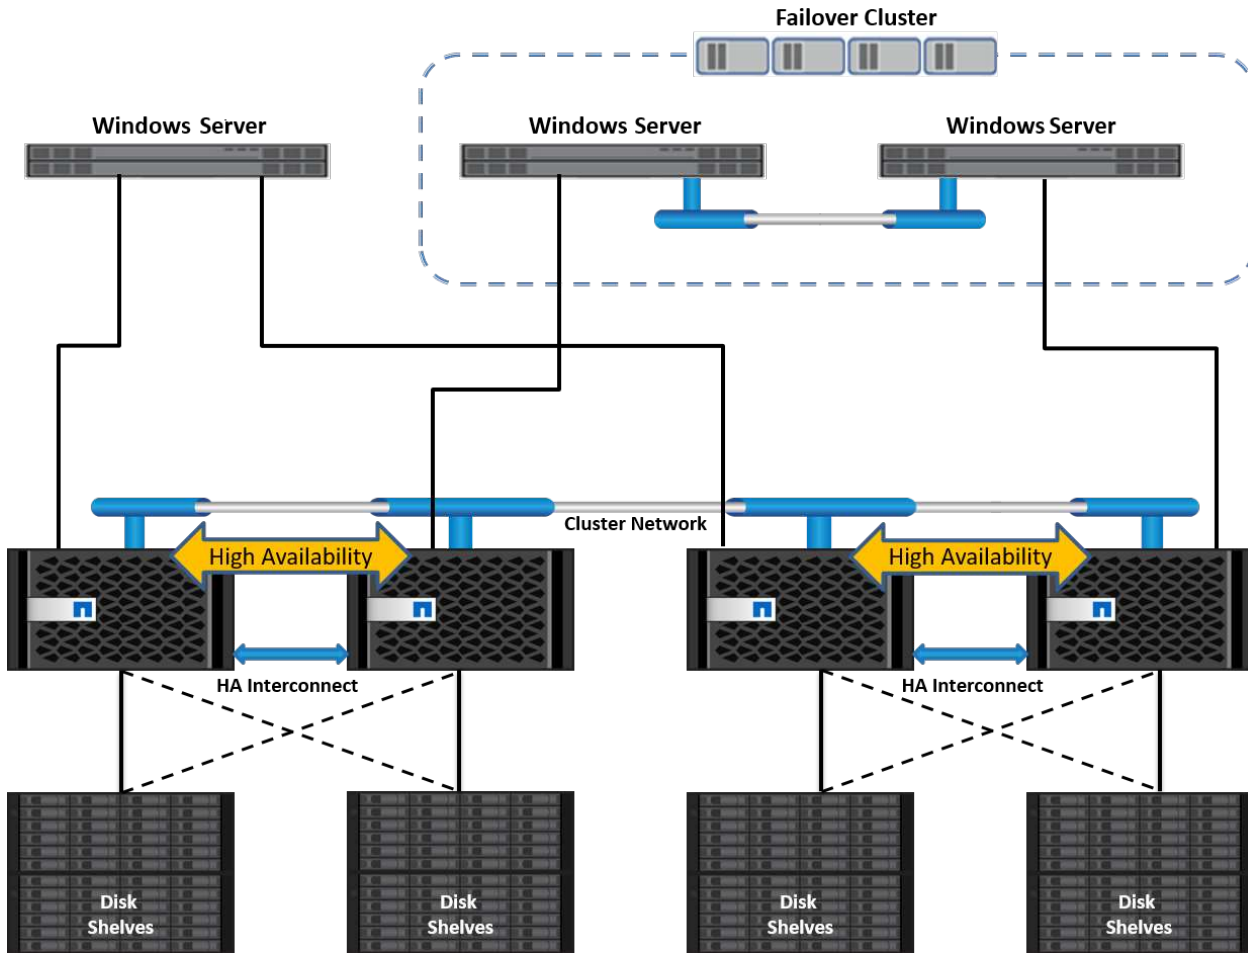 Failover Cluster
Windows Server
Windows Server
Windows Server
Cluster Network
High Availability
High Availability
HA Interconnect
HA Interconnect
Disk
Shelves
Disk
Shelves
Disk
Shelves
Disk
Shelves